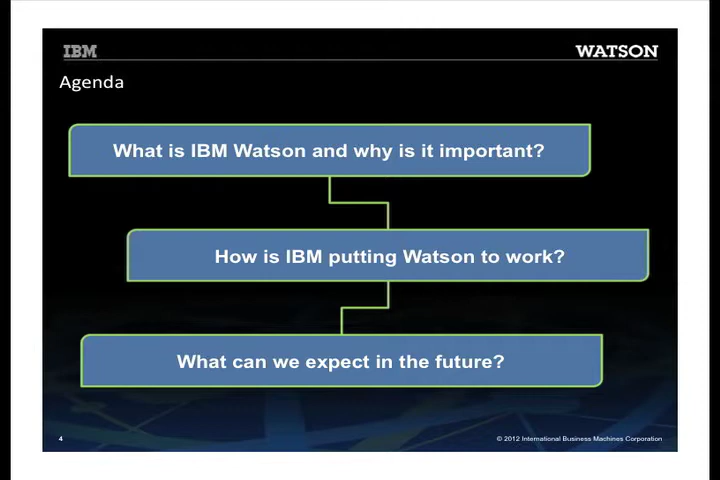 IBM
WATSON
Agenda
What is IBM Watson and why is it important?
How is IBM putting Watson to work?
What can we expect in the future?
4
© 2012 International Business Machines Corporation